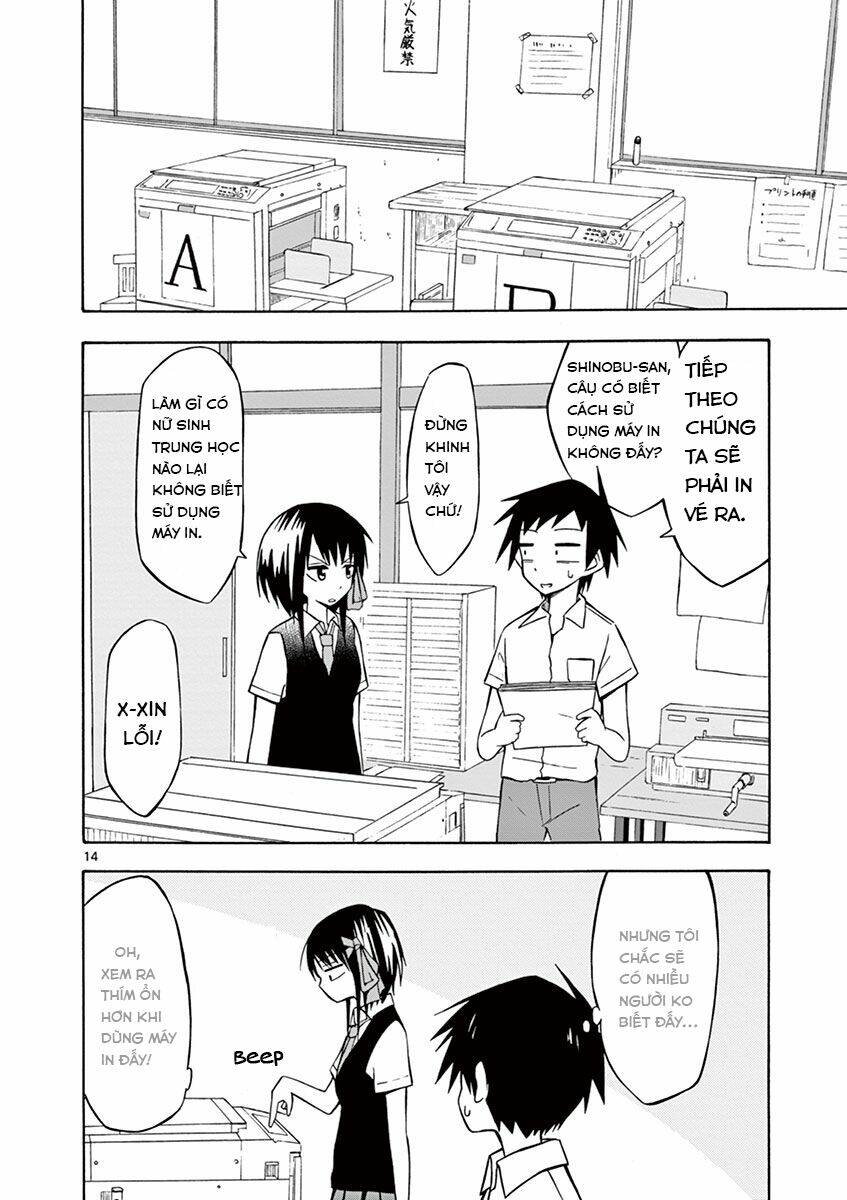 火気厳禁
A
TIẾP
THEO
CHÚNG
TA SẼ
PHẢI IN
VÉ RA.
SHINOBU-SAN,
CẬU CÓ BIẾT
CÁCH SỬ
DỤNG MÁY IN
KHÔNG ĐẤY?
ĐỪNG
KHINH
TÔI
VẬY
CHỨ!
LÀM GÌ CÓ
NỮ SINH
TRUNG HỌC
NÀO LẠI
KHÔNG BIẾT
SỬ DỤNG
MÁY IN.
X-XIN
LỖI!
14
NHƯNG TÔI
CHẮC SẼ
CÓ NHIỀU
NGƯỜI KO
BIẾT ĐẤY...
OH,
XEM RA
THÍM ỔN
HƠN KHI
DÙNG MÁY
IN ĐẤY!
BEEP